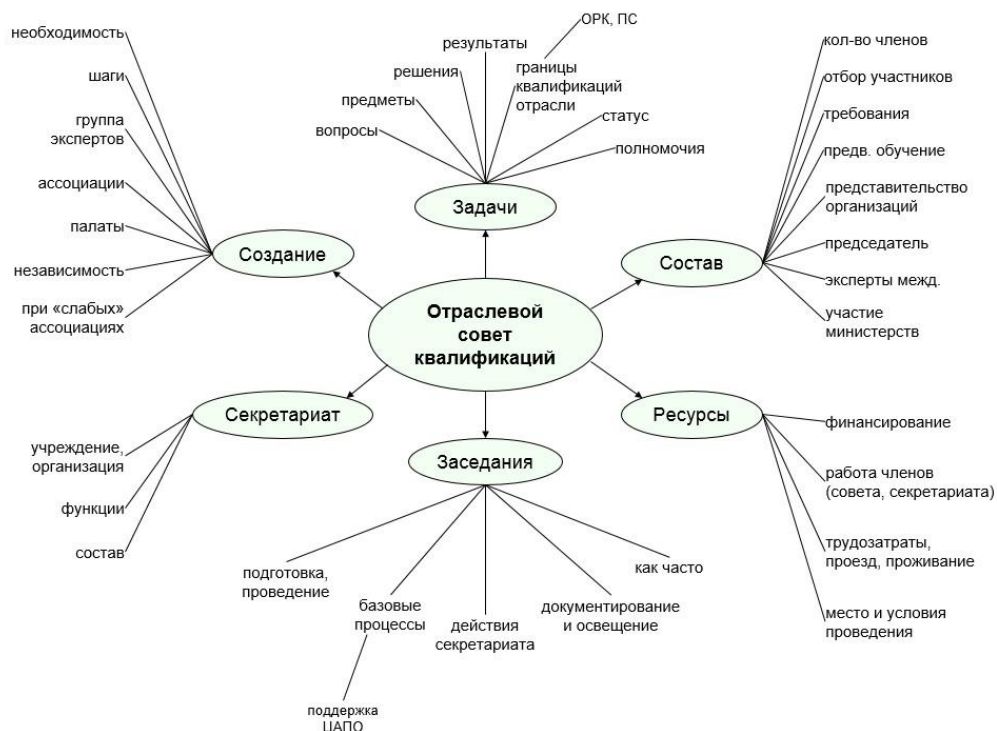 необходимость
шаги
группа
экспертов
ассоциации
палаты
независимость
при «слабых»
ассоциациях
Создание
ОРК, ПС
результаты
решения
границы
квалификаций
отрасли
предметы
вопросы
статус
полномочия
Задачи
кол-во членов
отбор участников
требования
предв. обучение
представительство
организаций
председатель
эксперты межд.
участие
министерств
Состав
Отраслевой
совет
квалификаций
Секретариат
учреждение,
организация
функции
состав
Заседания
подготовка,
проведение
базовые
процессы
поддержка
ЦАПО
действия
секретариата
документирование
и освещение
как часто
Ресурсы
финансирование
работа членов
(совета, секретариата)
трудозатраты,
проезд, проживание
место и условия
проведения